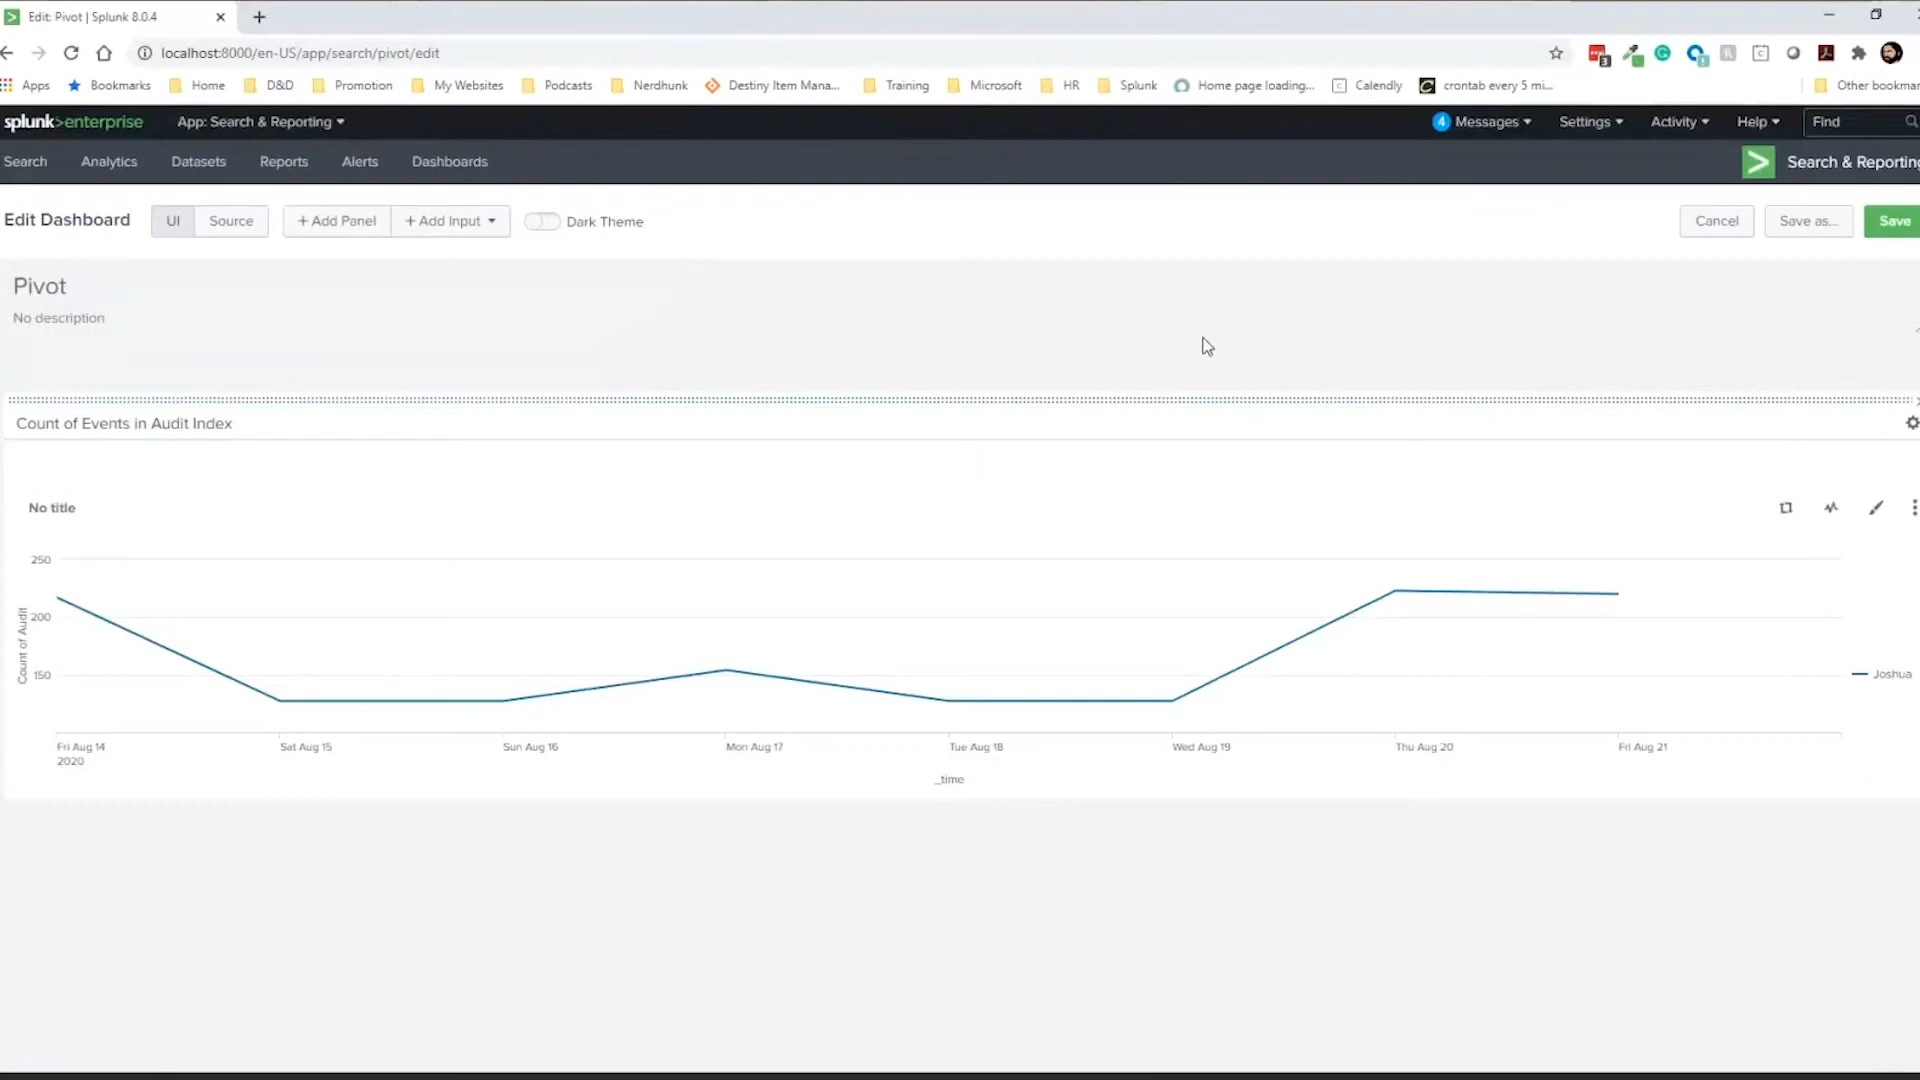 Edit: Pivot | Splunk 8.0.4
localhost:8000/en-US/app/search/pivot/edit
3
Apps Bookmarks Home D&D Promotion My Websites Podcasts Nerdhunk Destiny Item Mana... Training Microsoft HR Splunk Home page loading... Calendly crontab every 5 mi... Other bookmar
splunk>enterprise App: Search & Reporting 4 Messages Settings Activity Help Find
Search Analytics Datasets Reports Alerts Dashboards Search & Reporting
Edit Dashboard UI Source + Add Panel + Add Input Dark Theme Cancel Save as... Save
Pivot
No description
Count of Events in Audit Index
No title
250
200
150
Count of Audit
Joshua
Fri Aug 14 Sat Aug 15 Sun Aug 16 Mon Aug 17 Tue Aug 18 Wed Aug 19 Thu Aug 20 Fri Aug 21
2020
_time